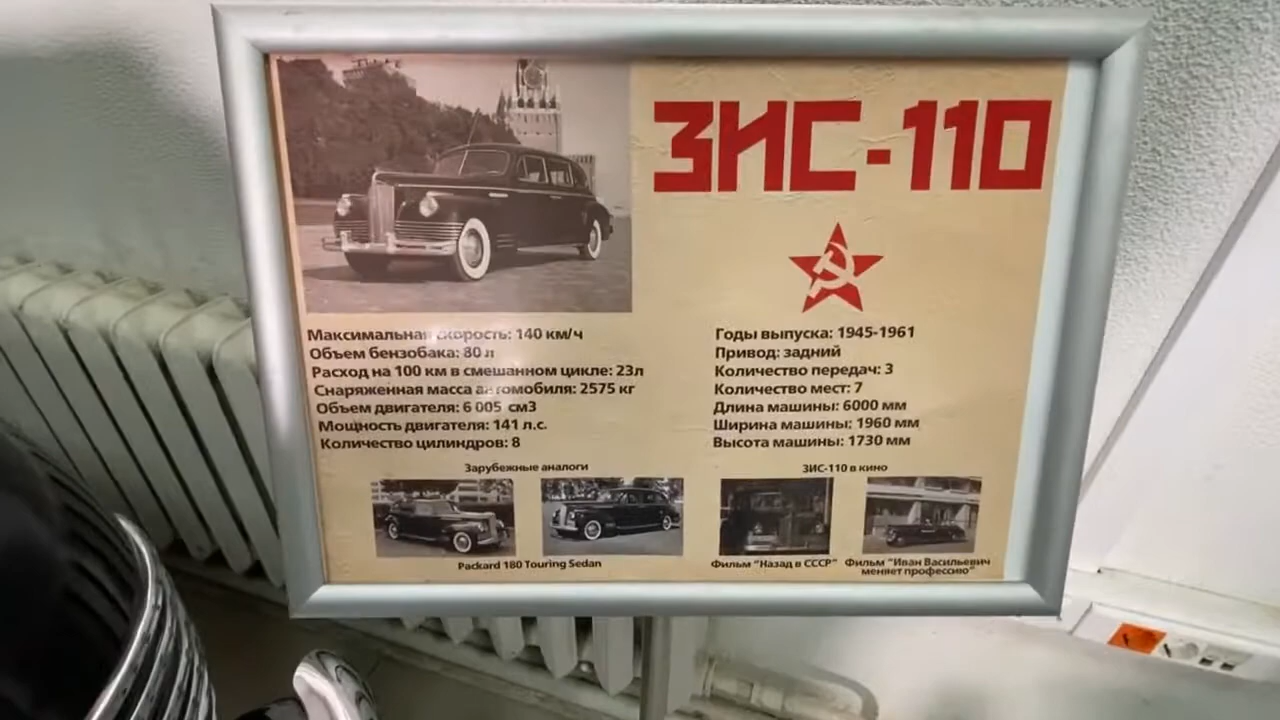 ЗИС-110
Максимальная скорость: 140 км/ч
Объем бензобака: 80 л
Расход на 100 км в смешанном цикле: 23л
Снаряженная масса автомобиля: 2575 кг
Объем двигателя: 6 005 см3
Мощность двигателя: 141 л.с.
Количество цилиндров: 8
Годы выпуска: 1945-1961
Привод: задний
Количество передач: 3
Количество мест: 7
Длина машины: 6000 мм
Ширина машины: 1960 мм
Высота машины: 1730 мм
Зарубежные аналоги
Packard 180 Touring Sedan
ЗИС-110 в кино
Фильм "Назад в СССР"
Фильм "Иван Васильевич
меняет профессию"